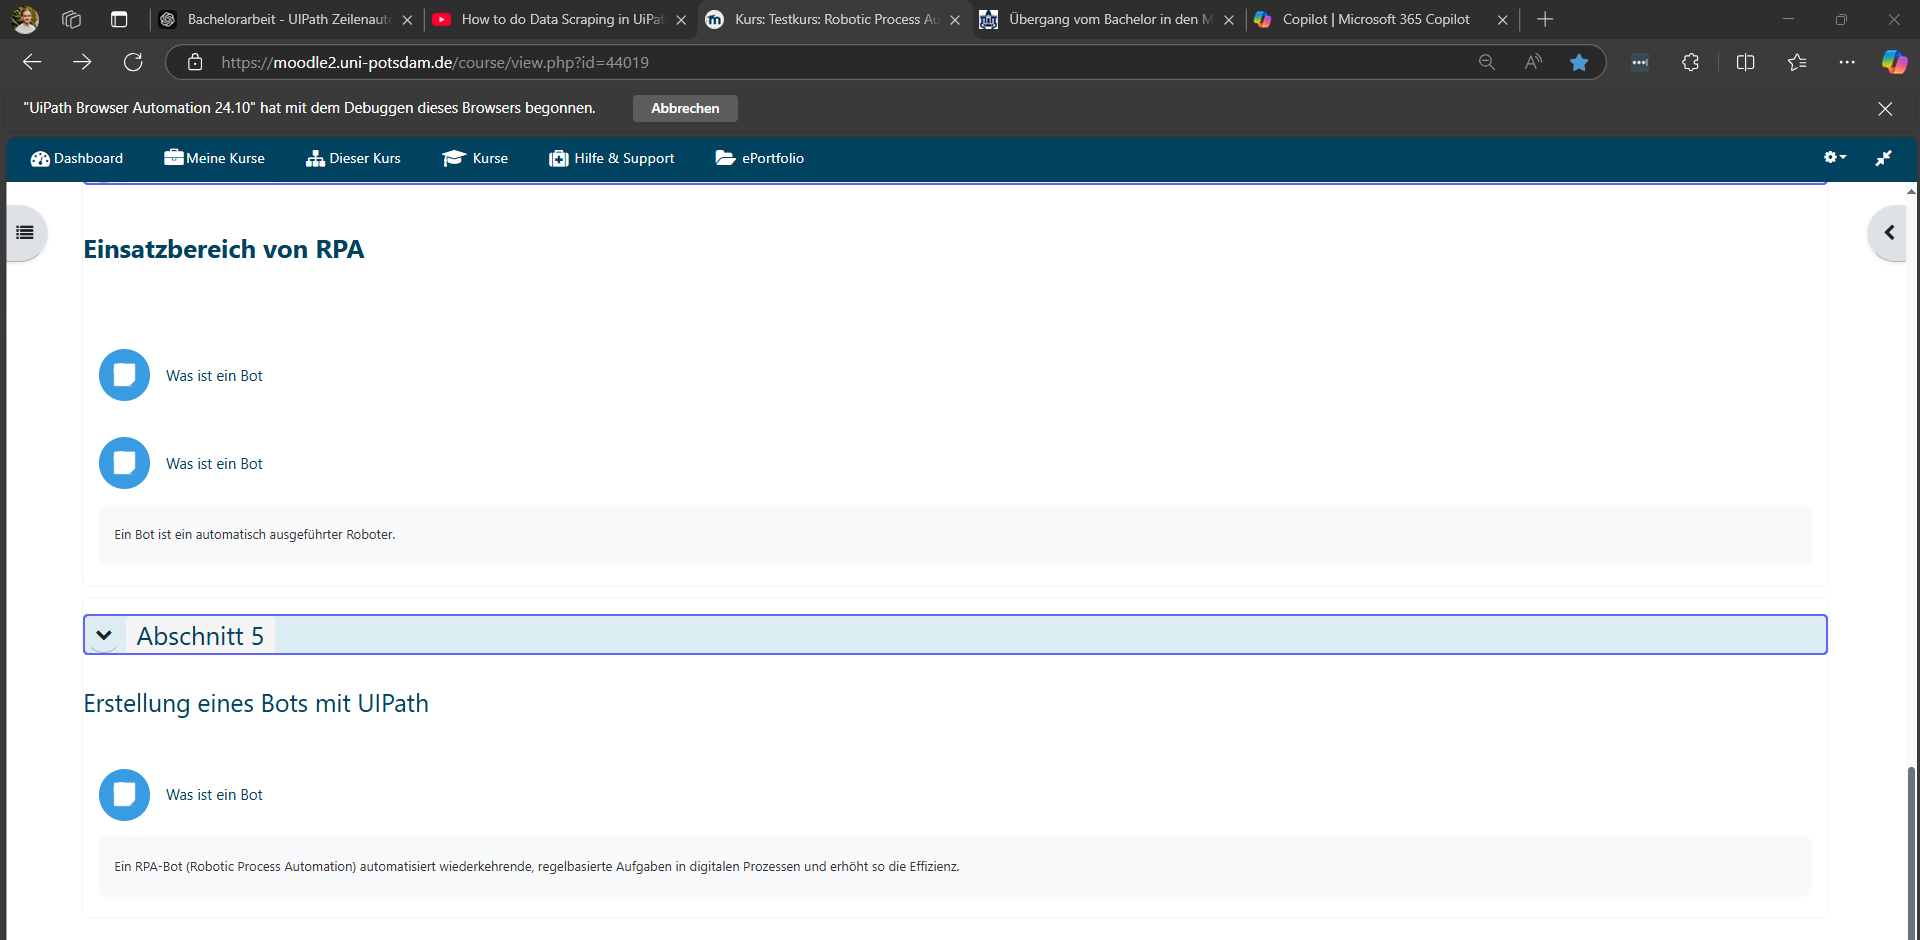 Bachelorarbeit - UIPath Zeilenaut
How to do Data Scraping in UiPat
Kurs: Testkurs: Robotic Process Au
Übergang vom Bachelor in den M
Copilot | Microsoft 365 Copilot
https://moodle2.uni-potsdam.de/course/view.php?id=44019
"UiPath Browser Automation 24.10" hat mit dem Debuggen dieses Browsers begonnen.
Abbrechen
Dashboard
Meine Kurse
Dieser Kurs
Kurse
Hilfe & Support
ePortfolio
Einsatzbereich von RPA
Was ist ein Bot
Was ist ein Bot
Ein Bot ist ein automatisch ausgeführter Roboter.
Abschnitt 5
Erstellung eines Bots mit UIPath
Was ist ein Bot
Ein RPA-Bot (Robotic Process Automation) automatisiert wiederkehrende, regelbasierte Aufgaben in digitalen Prozessen und erhöht so die Effizienz.